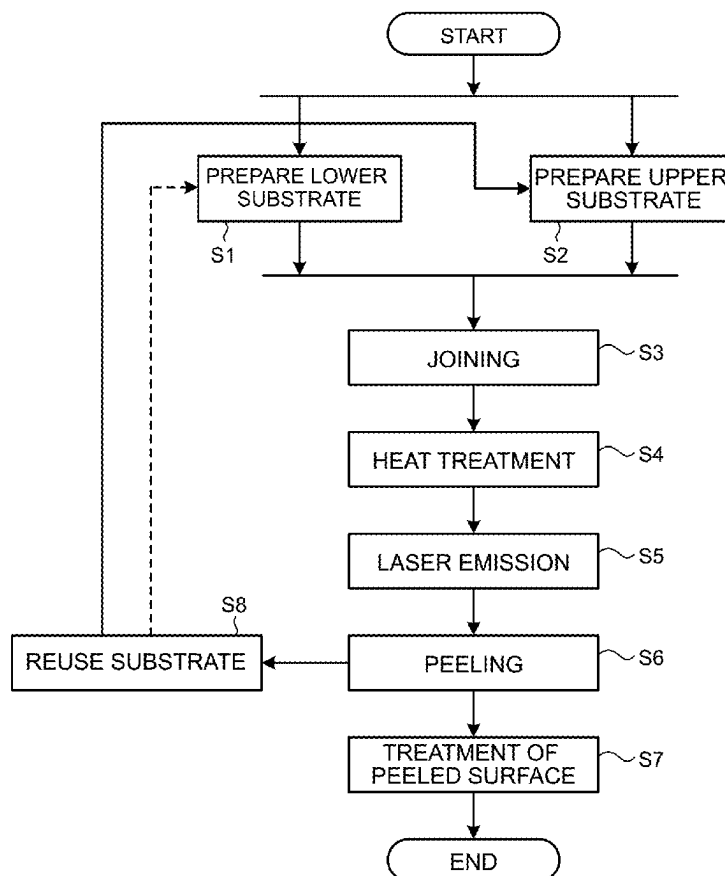 START
PREPARE LOWER
SUBSTRATE
S1
PREPARE UPPER
SUBSTRATE
S2
JOINING
S3
HEAT TREATMENT
S4
LASER EMISSION
S5
S8
REUSE SUBSTRATE
PEELING
S6
TREATMENT OF
PEELED SURFACE
S7
END